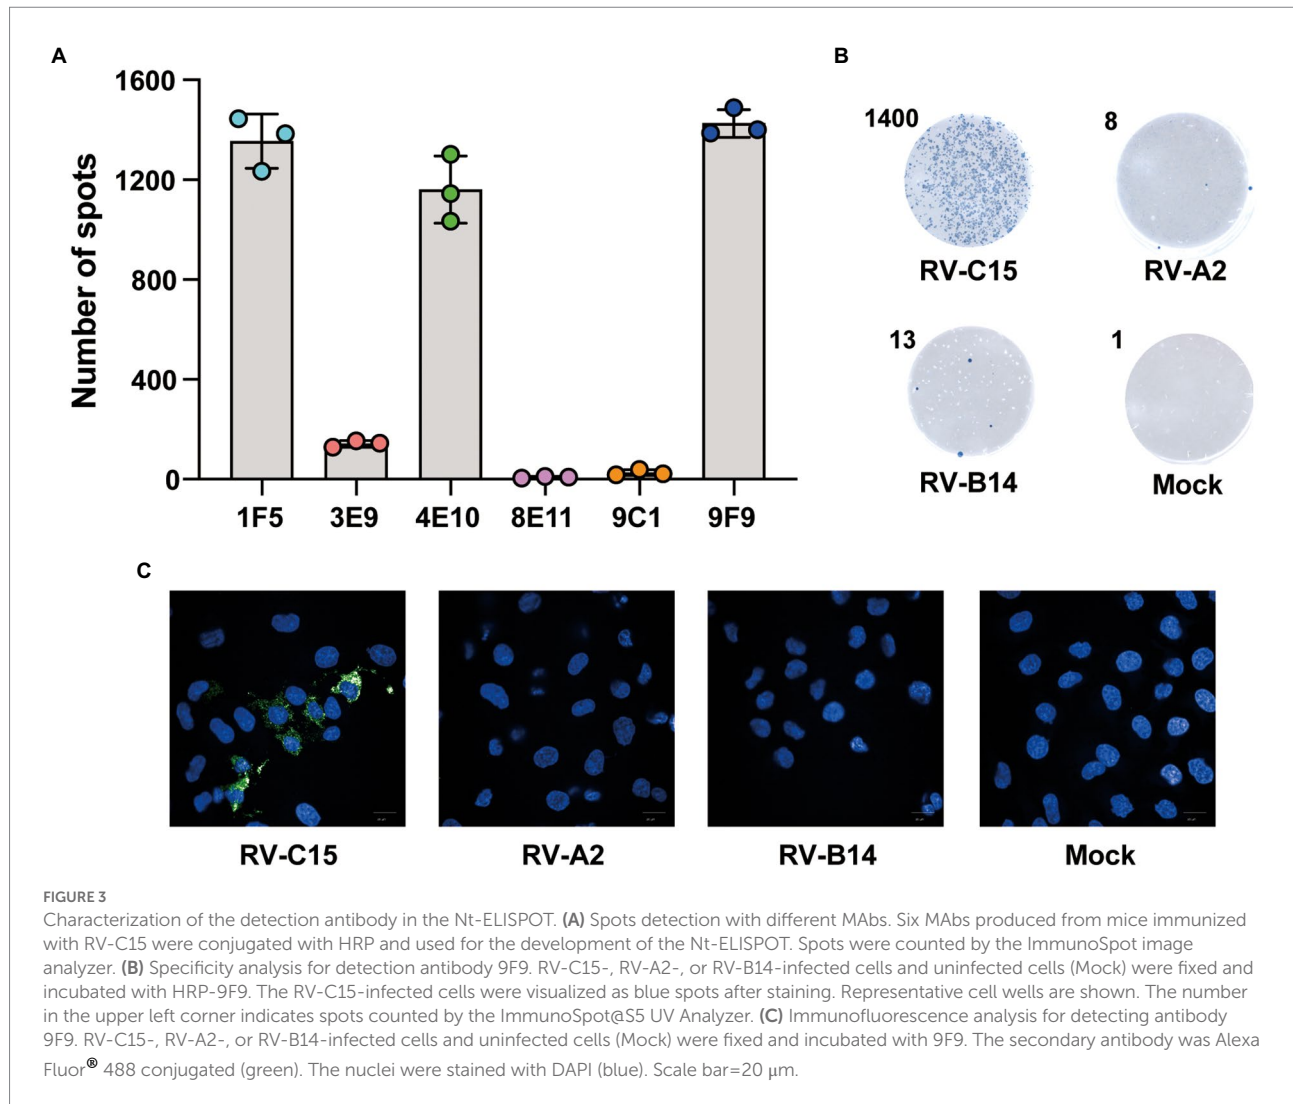 A
B
1600
1200
800
400
0
Number of spots
1F5 3E9 4E10 8E11 9C1 9F9
1400
8
RV-C15
RV-A2
13
1
RV-B14
Mock
C
RV-C15
RV-A2
RV-B14
Mock
FIGURE 3
Characterization of the detection antibody in the Nt-ELISPOT. (A) Spots detection with different MAbs. Six MAbs produced from mice immunized
with RV-C15 were conjugated with HRP and used for the development of the Nt-ELISPOT. Spots were counted by the ImmunoSpot image
analyzer. (B) Specificity analysis for detection antibody 9F9. RV-C15-, RV-A2-, or RV-B14-infected cells and uninfected cells (Mock) were fixed and
incubated with HRP-9F9. The RV-C15-infected cells were visualized as blue spots after staining. Representative cell wells are shown. The number
in the upper left corner indicates spots counted by the ImmunoSpot@S5 UV Analyzer. (C) Immunofluorescence analysis for detecting antibody
9F9. RV-C15-, RV-A2-, or RV-B14-infected cells and uninfected cells (Mock) were fixed and incubated with 9F9. The secondary antibody was Alexa
Fluor® 488 conjugated (green). The nuclei were stained with DAPI (blue). Scale bar=20 μm.